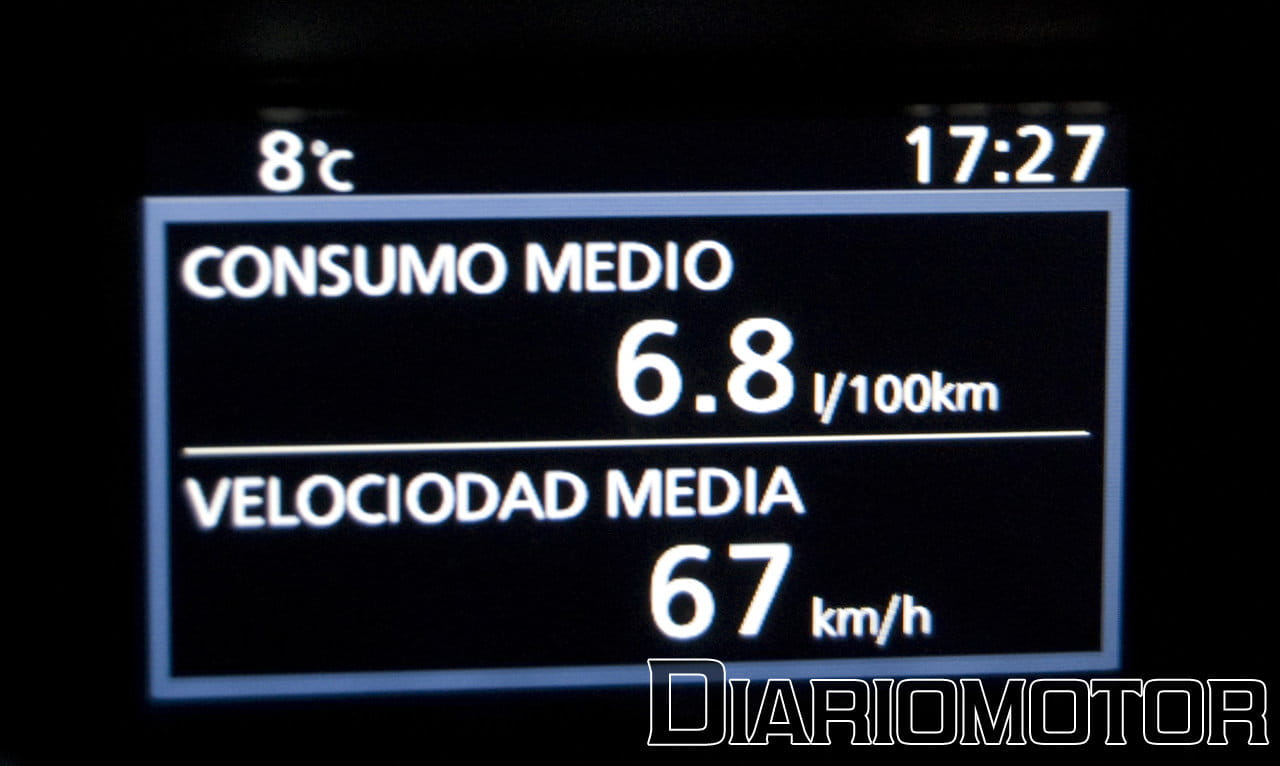 8°C 17:27
CONSUMO MEDIO
6.8 l/100km
VELOCIODAD MEDIA
67 km/h
DIARIOMOTOR